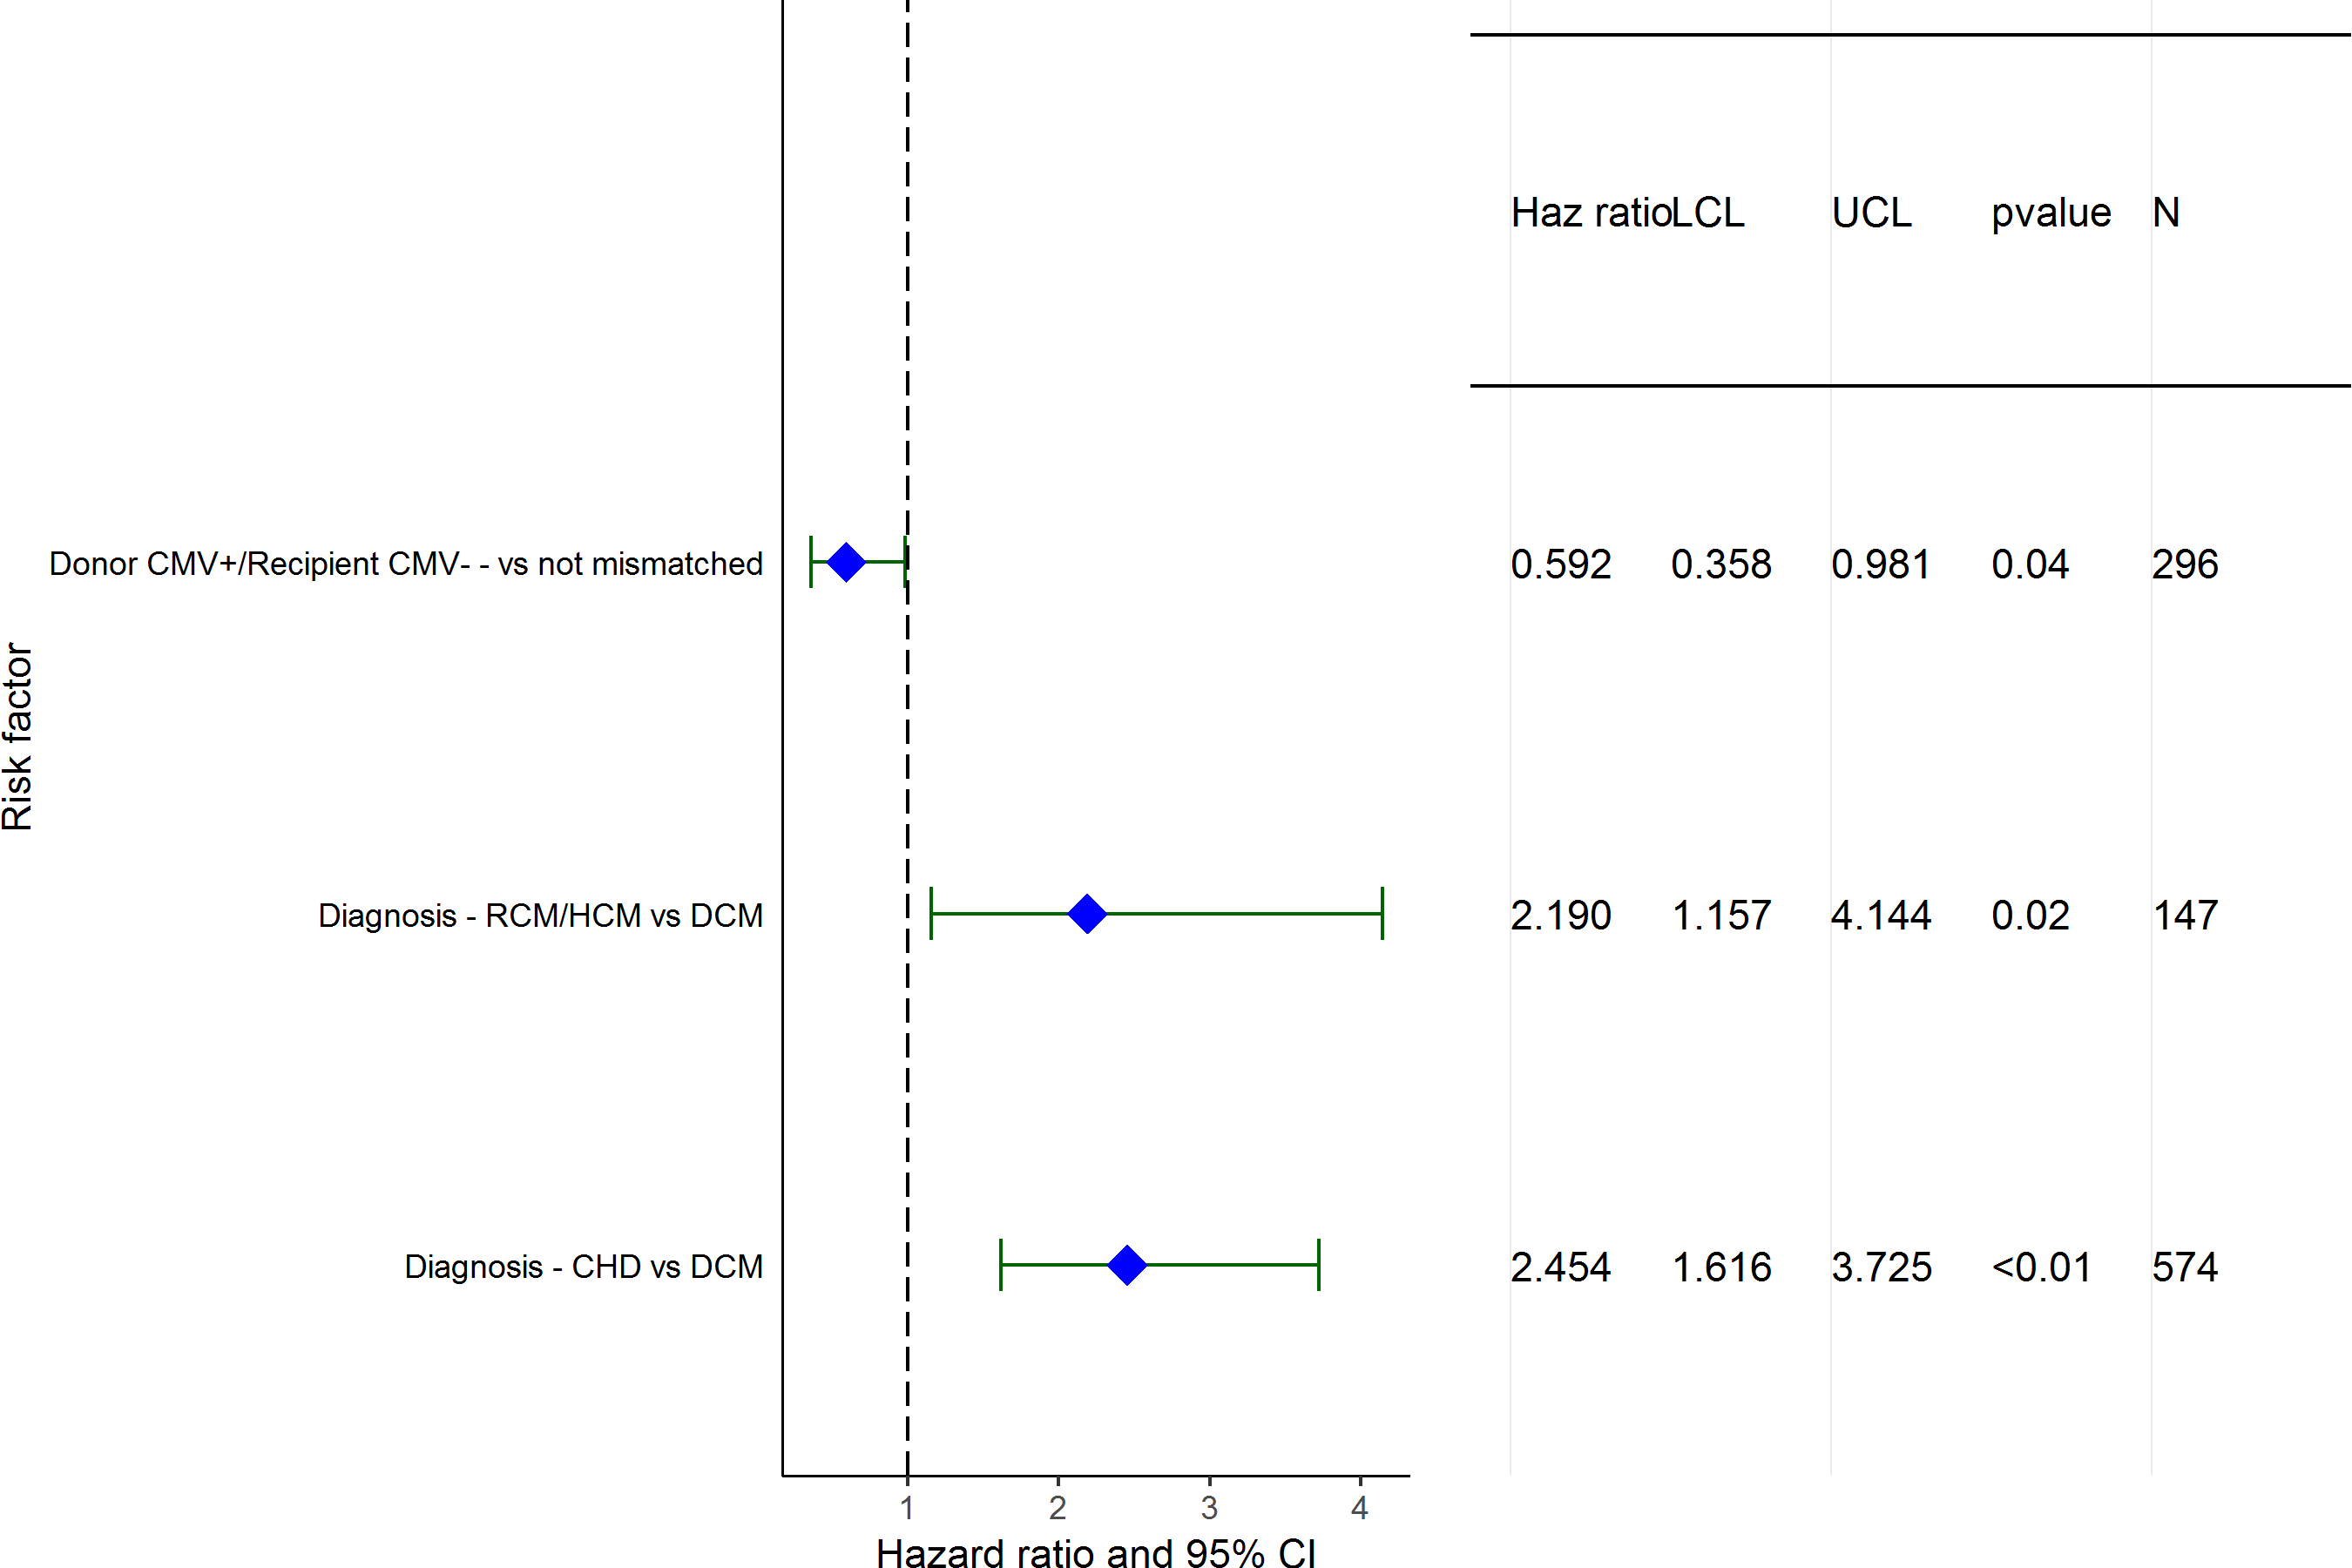 Haz ratio LCL UCL pvalue N
Donor CMV+/Recipient CMV- - vs not mismatched 0.592 0.358 0.981 0.04 296
Risk factor
Diagnosis - RCM/HCM vs DCM 2.190 1.157 4.144 0.02 147
Diagnosis - CHD vs DCM 2.454 1.616 3.725 <0.01 574
1 2 3 4
Hazard ratio and 95% CI